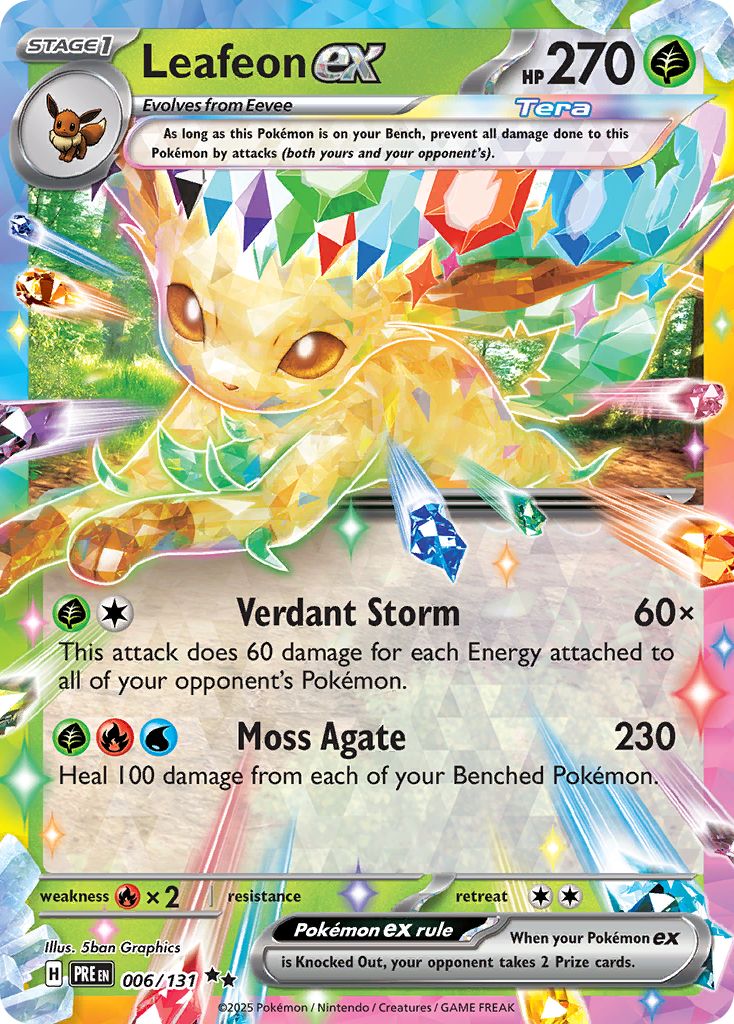 STAGE 1
Leafeon ex
HP 270
Evolves from Eevee
Tera
As long as this Pokémon is on your Bench, prevent all damage done to this
Pokémon by attacks (both yours and your opponent's).
Verdant Storm 60×
This attack does 60 damage for each Energy attached to
all of your opponent's Pokémon.
Moss Agate 230
Heal 100 damage from each of your Benched Pokémon.
weakness × 2 resistance retreat
Pokémon ex rule
When your Pokémon ex
is Knocked Out, your opponent takes 2 Prize cards.
Illus. 5ban Graphics
H PRE EN 006/131
©2025 Pokémon / Nintendo / Creatures / GAME FREAK